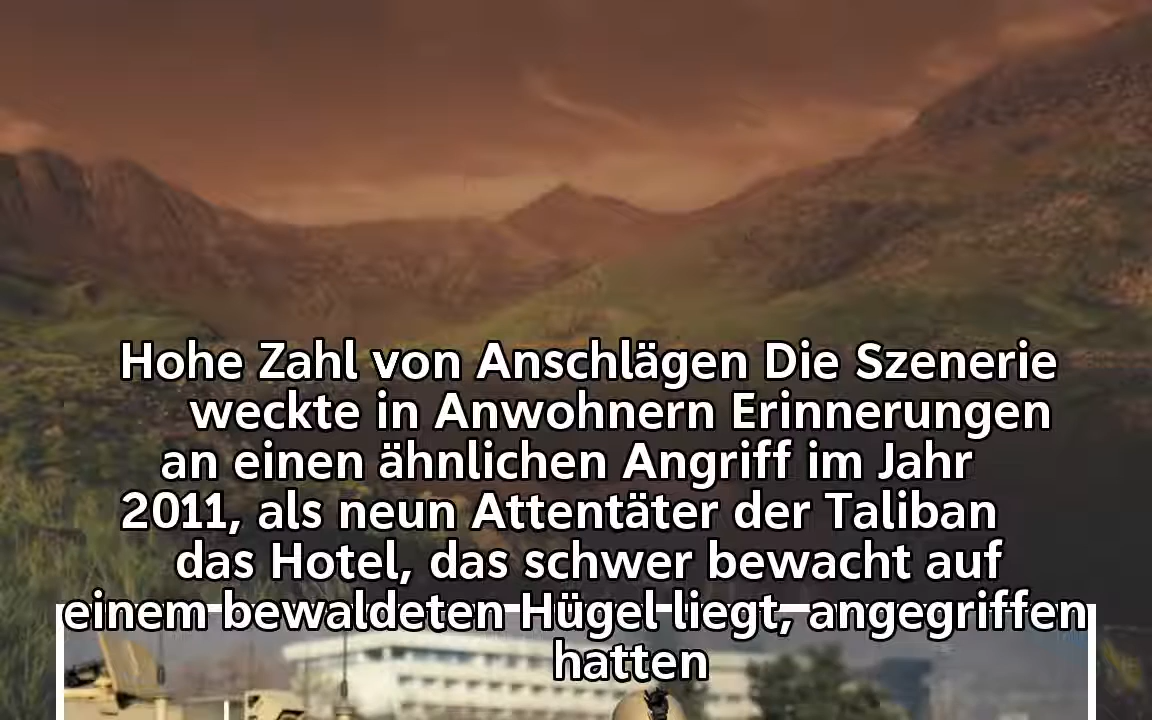 Hohe Zahl von Anschlägen Die Szenerie
weckte in Anwohnern Erinnerungen
an einen ähnlichen Angriff im Jahr
2011, als neun Attentäter der Taliban
das Hotel, das schwer bewacht auf
einem bewaldeten Hügel liegt, angegriffen
hatten